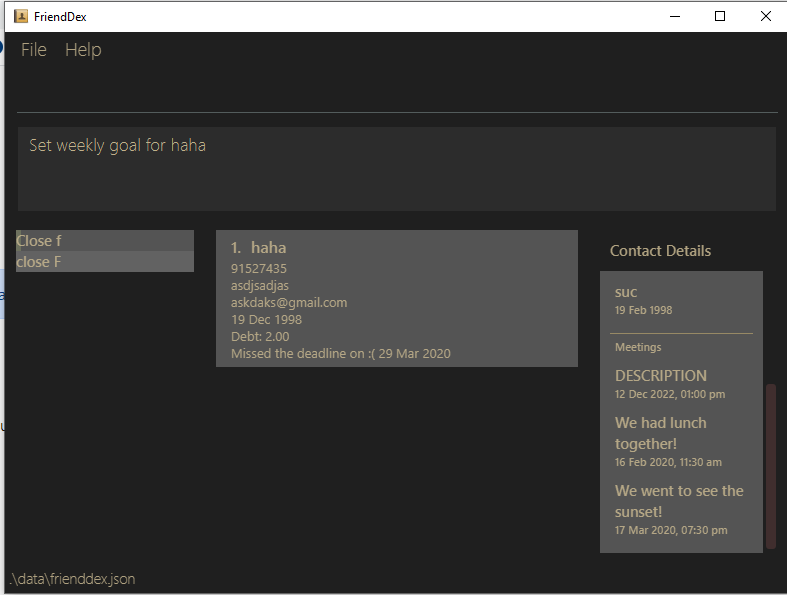 FriendDex
File Help
Set weekly goal for haha
Close f
close F
1. haha
91527435
asdjsadjas
askdaks@gmail.com
19 Dec 1998
Debt: 2.00
Missed the deadline on :( 29 Mar 2020
Contact Details
suc
19 Feb 1998
Meetings
DESCRIPTION
12 Dec 2022, 01:00 pm
We had lunch
together!
16 Feb 2020, 11:30 am
We went to see the
sunset!
17 Mar 2020, 07:30 pm
.\data\frienddex.json